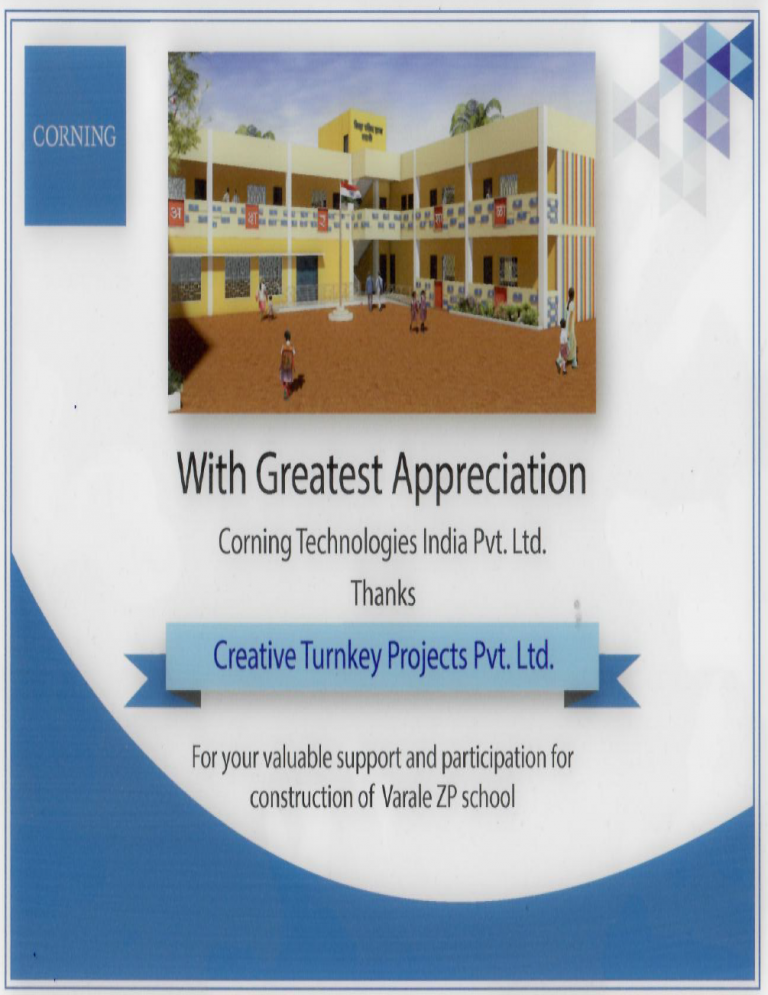 CORNING
अ
With Greatest Appreciation
Corning Technologies India Pvt. Ltd.
Thanks
Creative Turnkey Projects Pvt. Ltd.
For your valuable support and participation for
construction of Varale ZP school